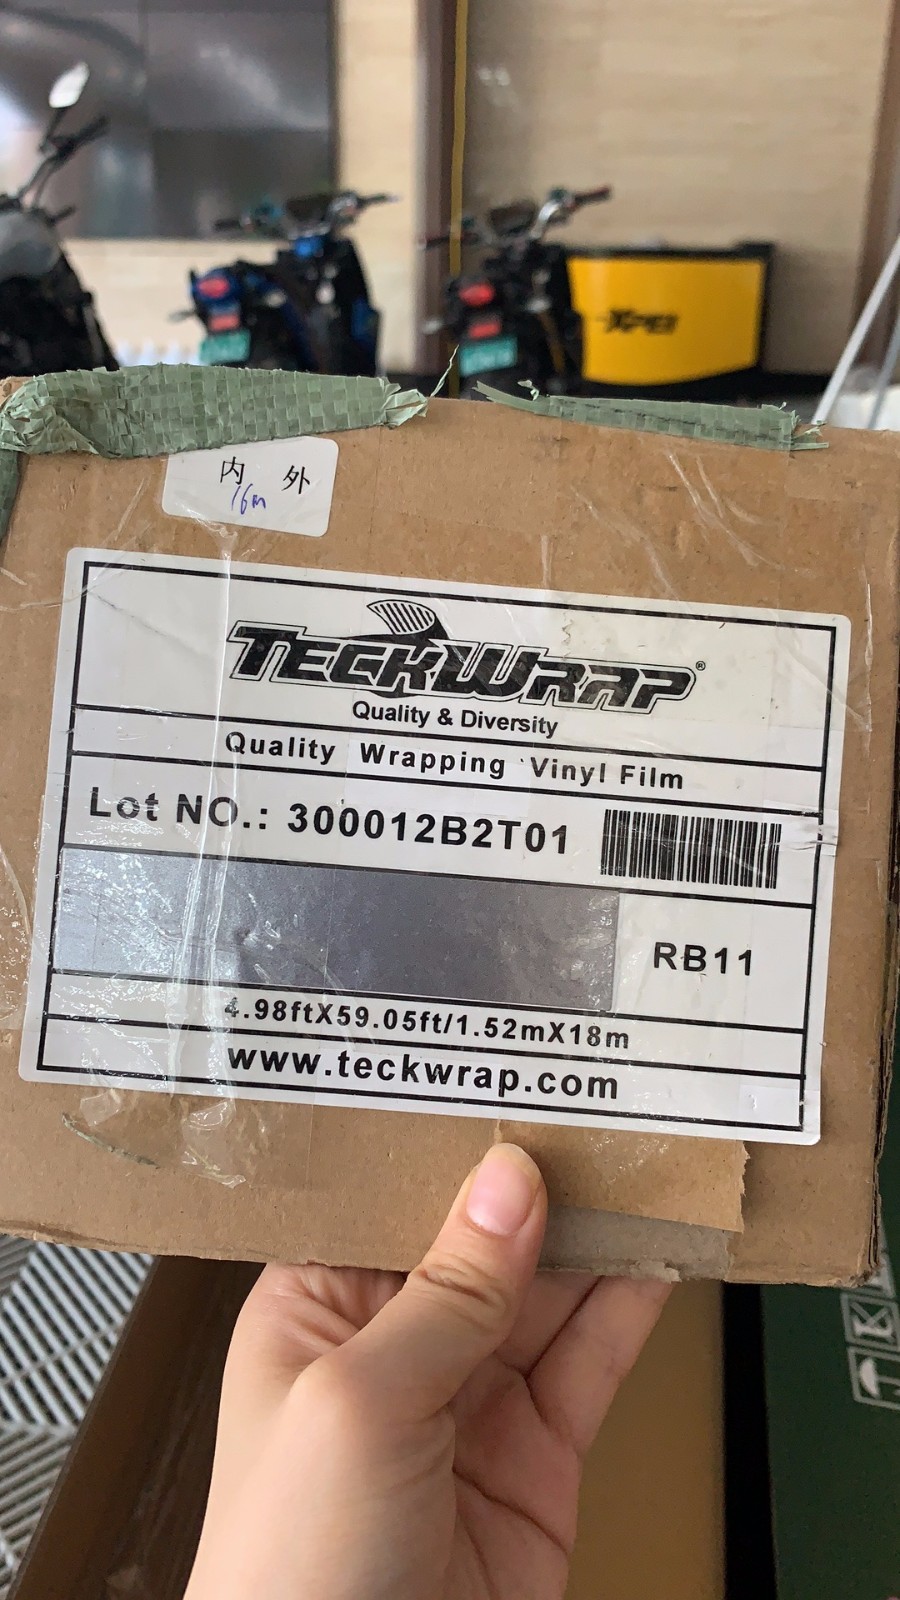 内 外
16m
TECKWRAP®
Quality & Diversity
Quality Wrapping Vinyl Film
Lot NO.: 300012B2T01
RB11
4.98ftX59.05ft/1.52mX18m
www.teckwrap.com